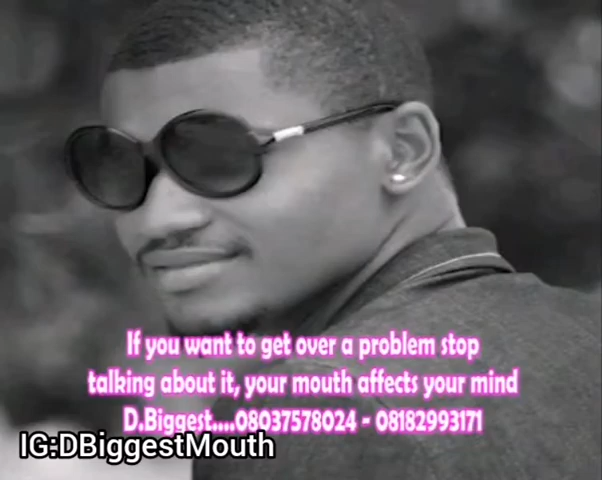 If you want to get over a problem stop
talking about it, your mouth affects your mind
D.Biggest....08037578024 - 08182993171
IG:DBiggestMouth